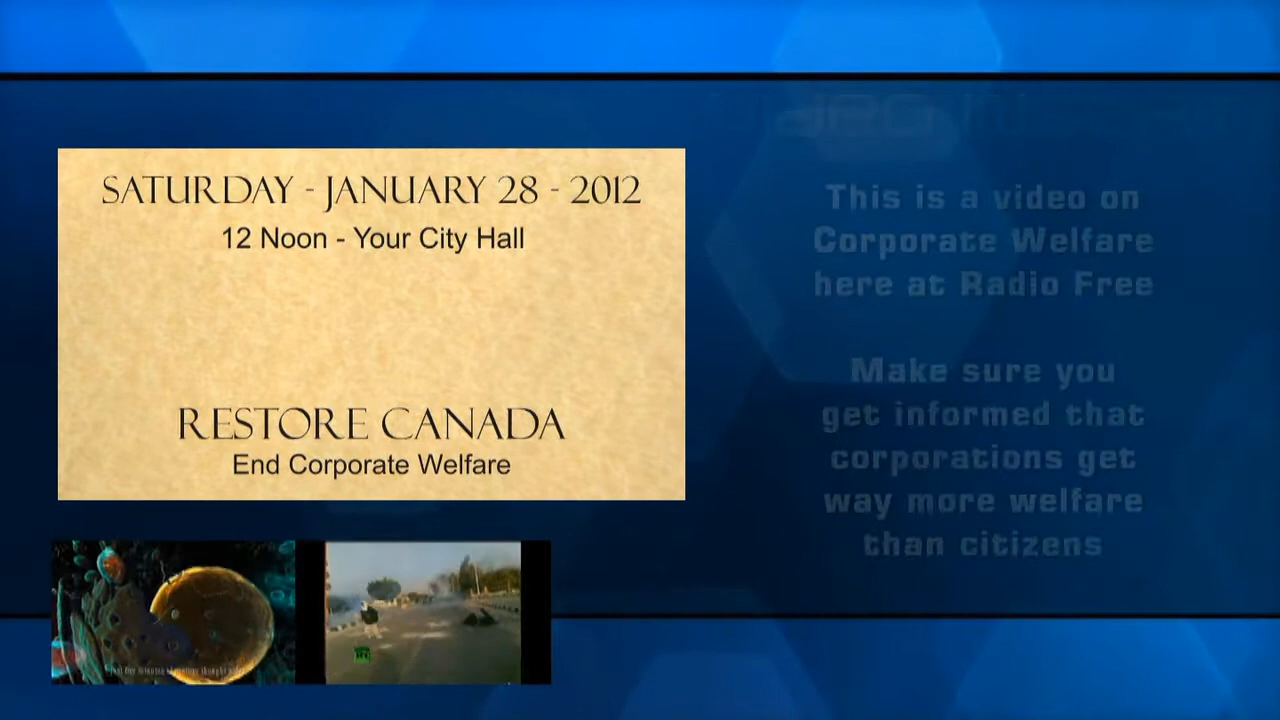 SATURDAY - JANUARY 28 - 2012
12 Noon - Your City Hall
RESTORE CANADA
End Corporate Welfare
This is a video on
Corporate Welfare
here at Radio Free
Make sure you
get informed that
corporations get
way more welfare
than citizens
RT